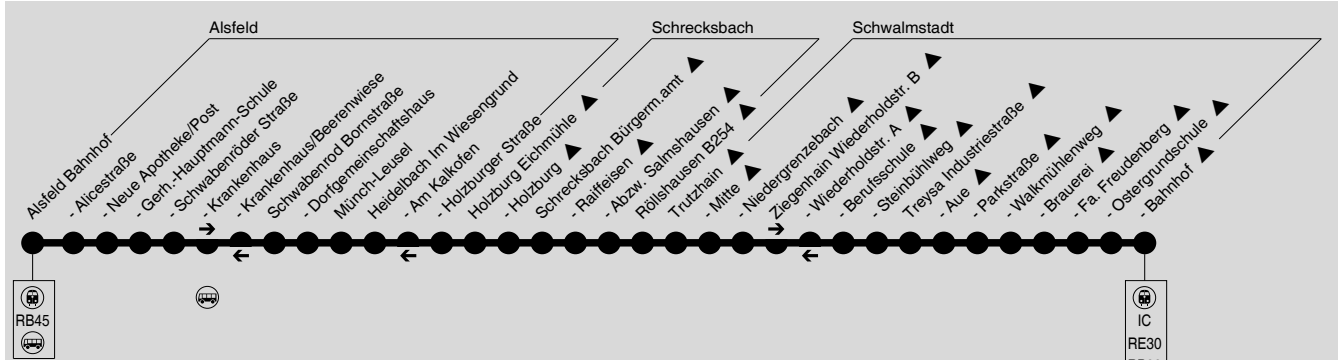 Alsfeld
Schrecksbach
Schwalmstadt
Alsfeld Bahnhof
- Alicestraße
- Neue Apotheke/Post
- Gerh.-Hauptmann-Schule
- Schwabenröder Straße
- Krankenhaus
- Krankenhaus/Beerenwiese
Schwabenrod Bornstraße
- Dorfgemeinschaftshaus
Münch-Leusel
Heidelbach Im Wiesengrund
- Am Kalkofen
- Holzburger Straße
Holzburg Eichmühle
- Holzburg
Schrecksbach Bürgerm.amt
- Raiffeisen
- Abzw. Salmshausen
Röllshausen B254
Trutzhain
- Mitte
- Niedergrenzebach
Ziegenhain Wiederholdstr. B
- Wiederholdstr. A
- Berufsschule
- Steinbühlweg
Treysa Industriestraße
- Aue
- Parkstraße
- Walkmühlenweg
- Brauerei
- Fa. Freudenberg
- Ostergrundschule
- Bahnhof
RB45
IC
RE30